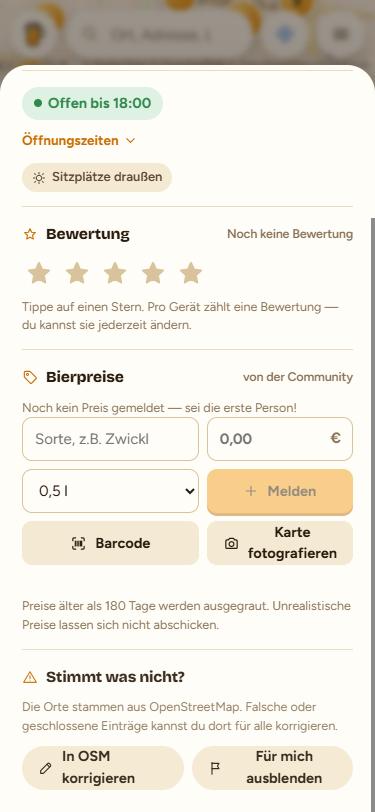 Ort, Adresse, L
Offen bis 18:00
Öffnungszeiten
Sitzplätze draußen
Bewertung
Noch keine Bewertung
Tippe auf einen Stern. Pro Gerät zählt eine Bewertung —
du kannst sie jederzeit ändern.
Bierpreise
von der Community
Noch kein Preis gemeldet — sei die erste Person!
Sorte, z.B. Zwickl
0,00 €
0,5 l
+ Melden
Barcode
Karte
fotografieren
Preise älter als 180 Tage werden ausgegraut. Unrealistische
Preise lassen sich nicht abschicken.
Stimmt was nicht?
Die Orte stammen aus OpenStreetMap. Falsche oder
geschlossene Einträge kannst du dort für alle korrigieren.
In OSM
korrigieren
Für mich
ausblenden